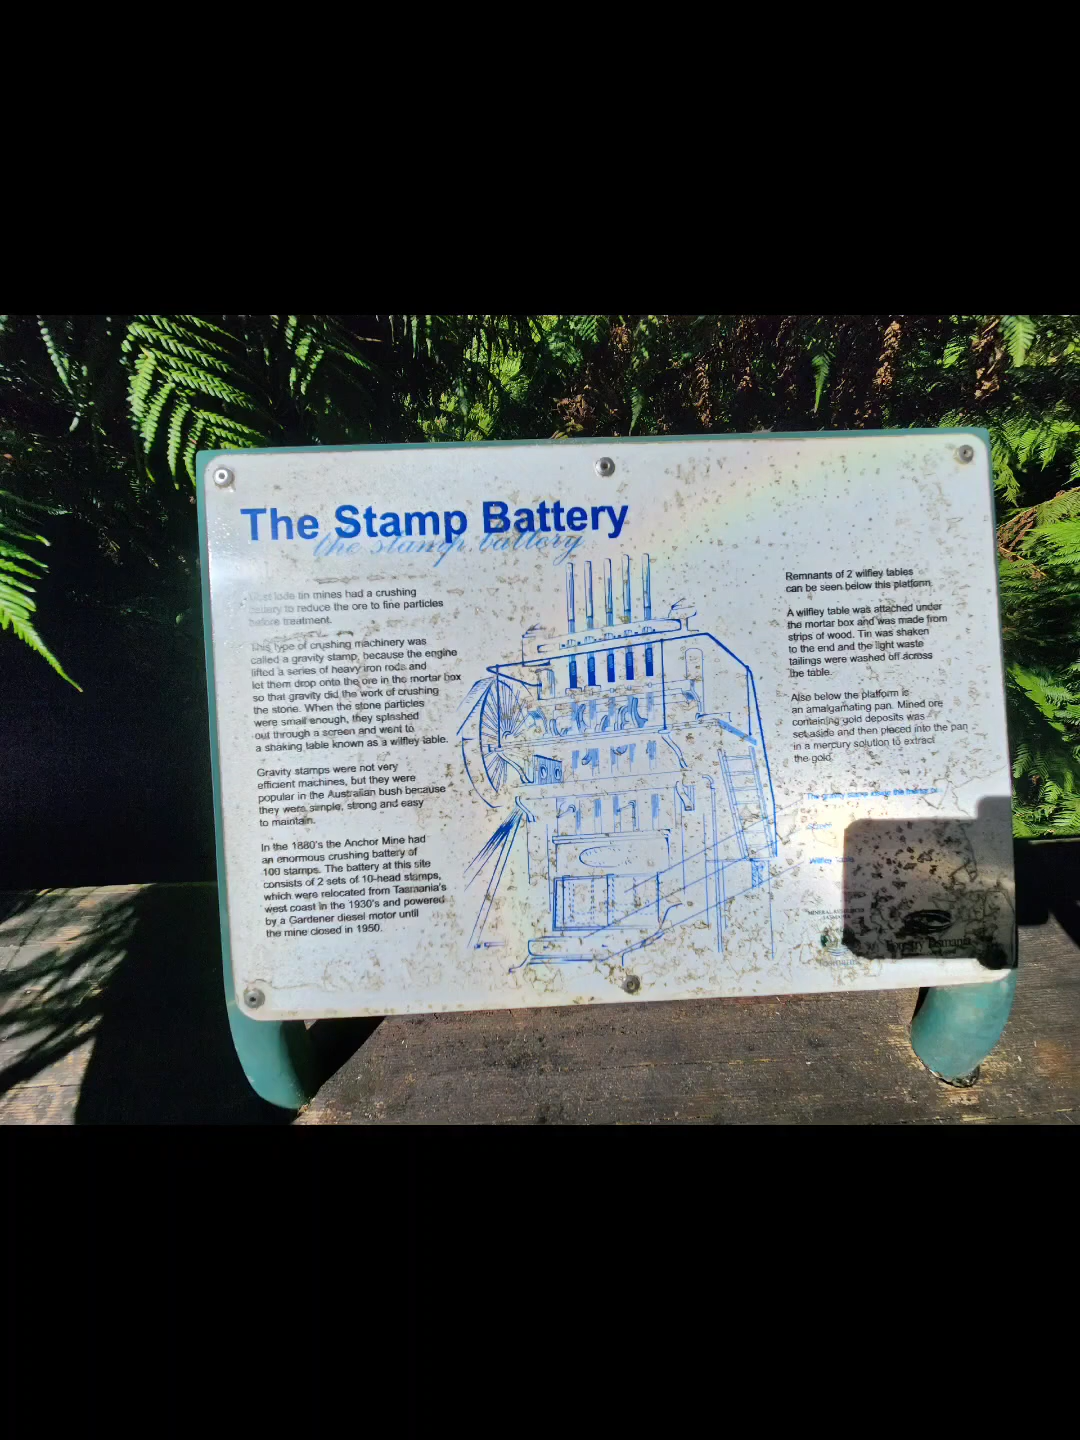 The Stamp Battery
the stamp battery
Most lode tin mines had a crushing
battery to reduce the ore to fine particles
before treatment.
This type of crushing machinery was
called a gravity stamp, because the engine
lifted a series of heavy iron rods and
let them drop onto the ore in the mortar box
so that gravity did the work of crushing
the stone. When the stone particles
were small enough, they splashed
out through a screen and went to
a shaking table known as a wilfley table.
Gravity stamps were not very
efficient machines, but they were
popular in the Australian bush because
they were simple, strong and easy
to maintain.
In the 1880's the Anchor Mine had
an enormous crushing battery of
100 stamps. The battery at this site
consists of 2 sets of 10-head stamps,
which were relocated from Tasmania's
west coast in the 1930's and powered
by a Gardener diesel motor until
the mine closed in 1950.
Remnants of 2 wilfley tables
can be seen below this platform.
A wilfley table was attached under
the mortar box and was made from
strips of wood. Tin was shaken
to the end and the light waste
tailings were washed off across
the table.
Also below the platform is
an amalgamating pan. Mined ore
containing gold deposits was
set aside and then placed into the pan
in a mercury solution to extract
the gold.
Wilfley
MINERAL RESOURCES
TASMANIA
Forestry Tasmania